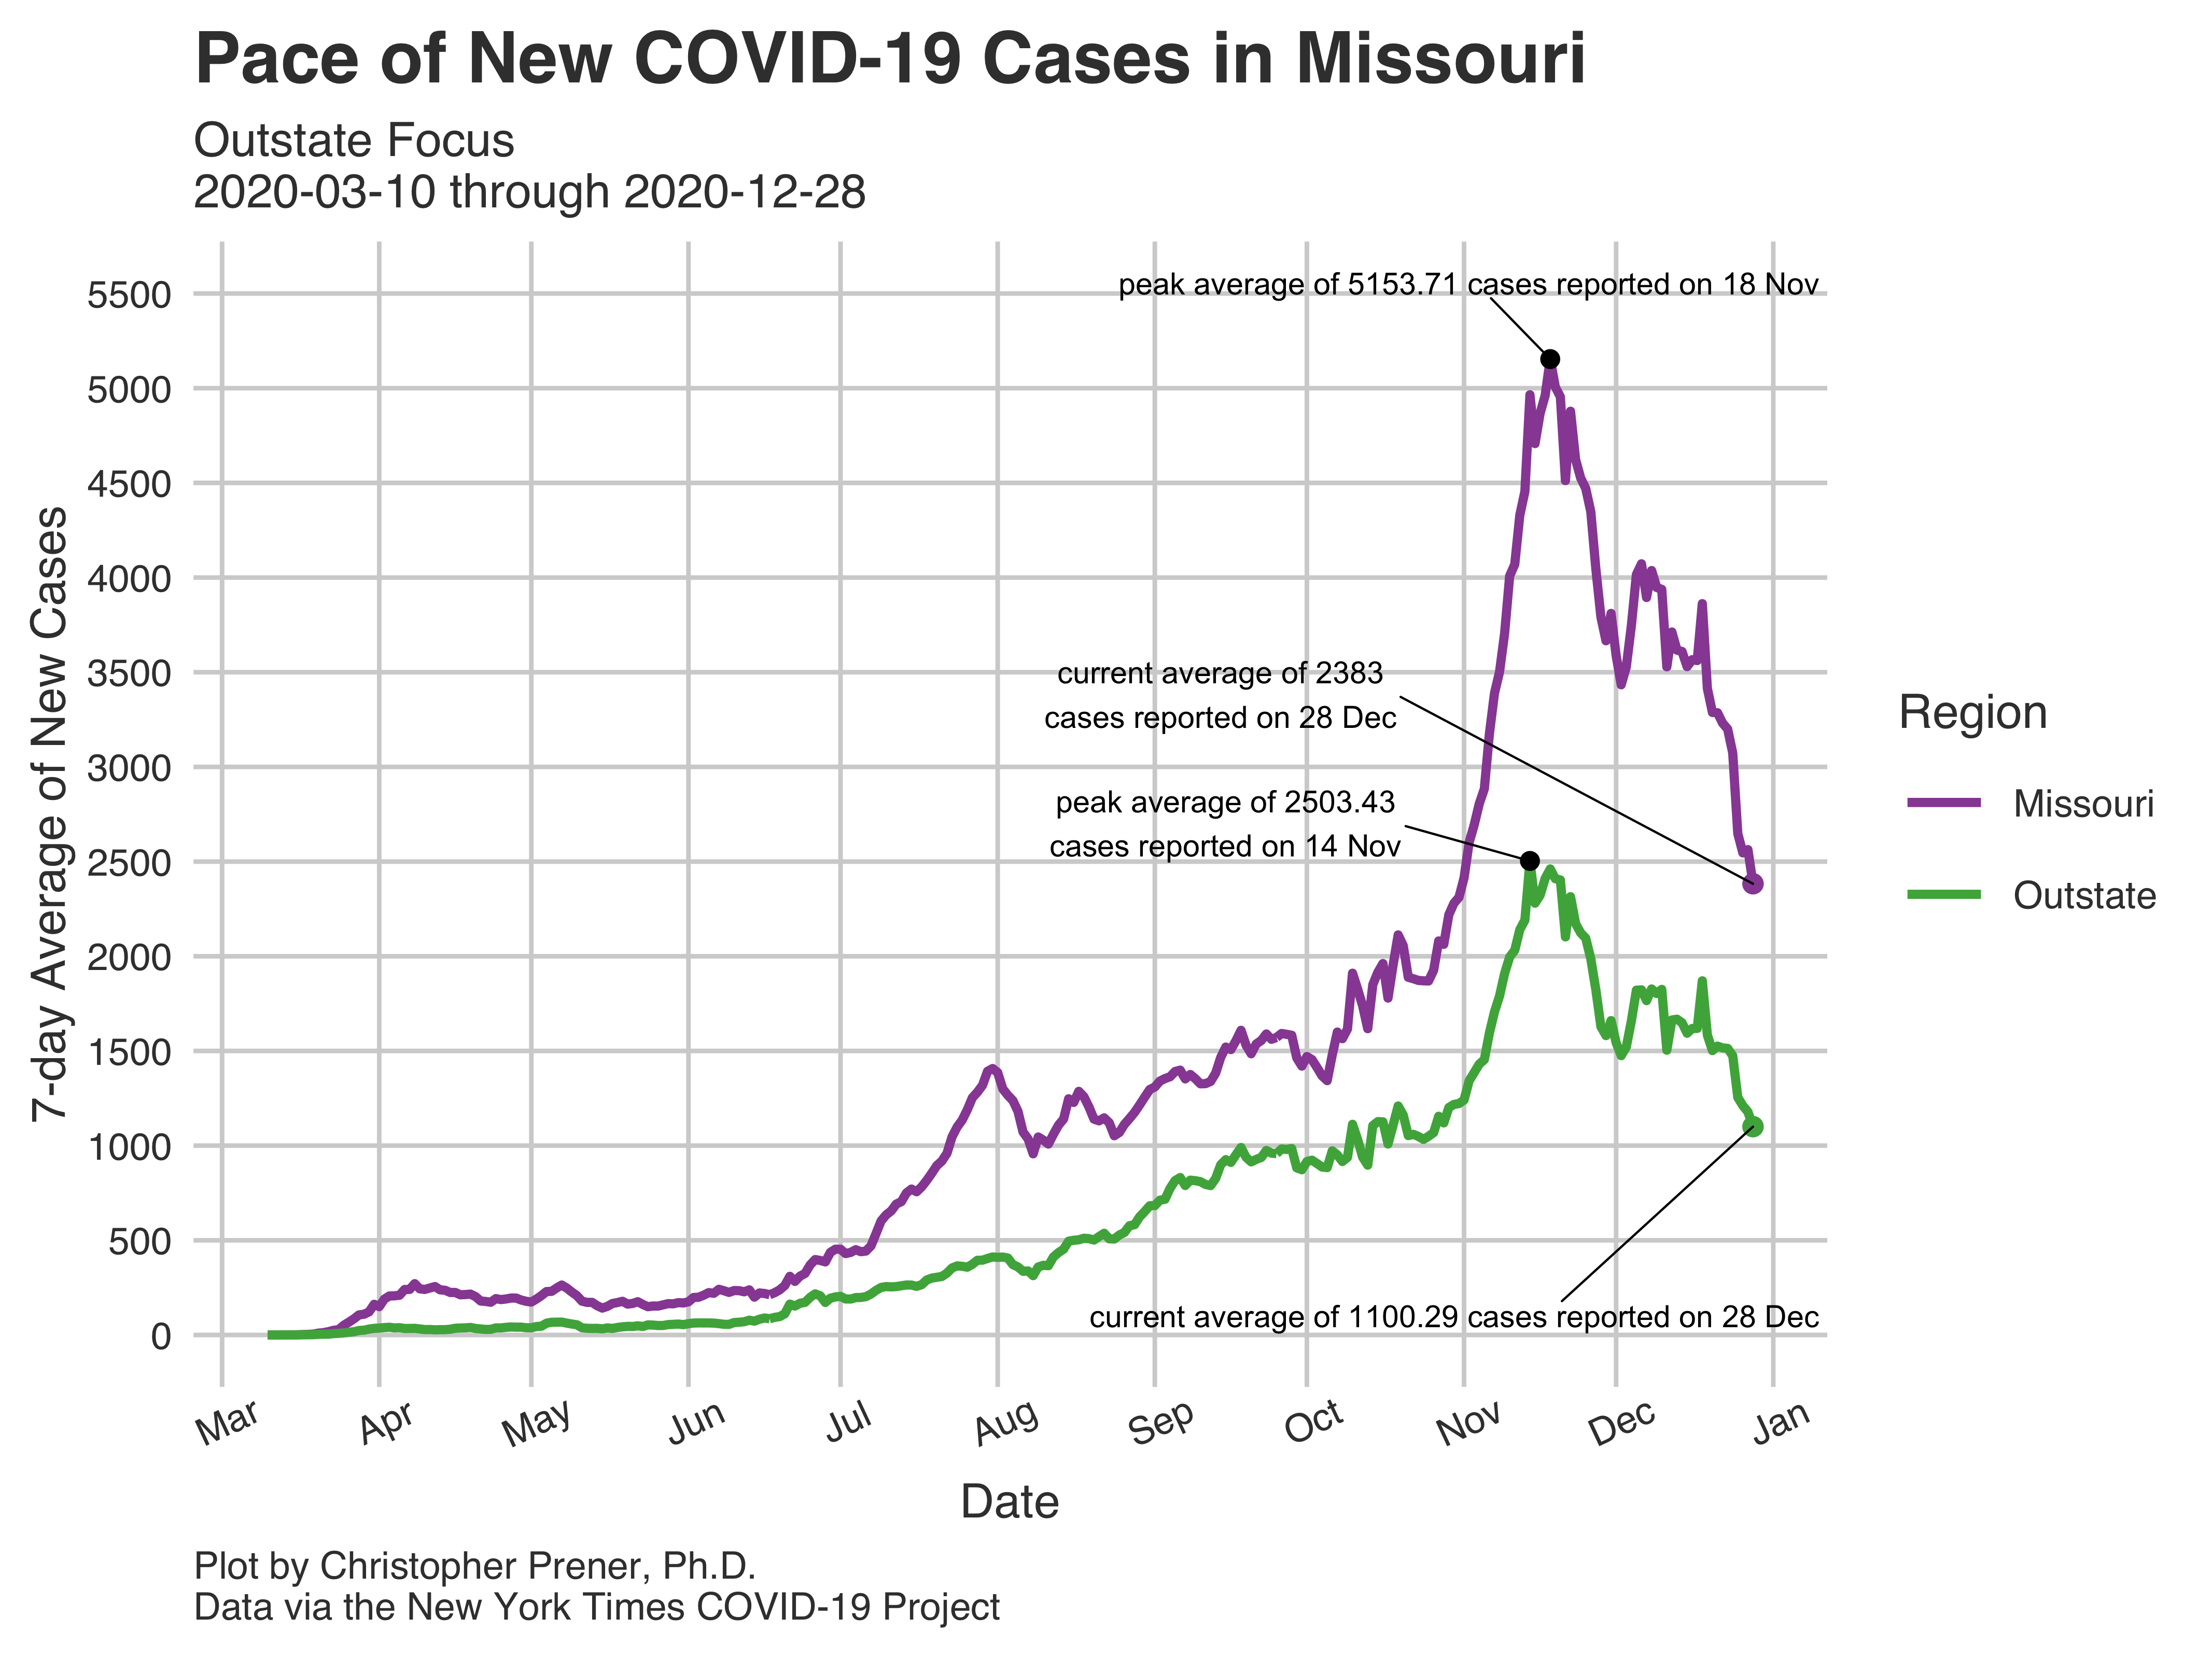 Pace of New COVID-19 Cases in Missouri
Outstate Focus
2020-03-10 through 2020-12-28
7-day Average of New Cases
5500
5000
4500
4000
3500
3000
2500
2000
1500
1000
500
0
peak average of 5153.71 cases reported on 18 Nov
current average of 2383
cases reported on 28 Dec
peak average of 2503.43
cases reported on 14 Nov
current average of 1100.29 cases reported on 28 Dec
Region
Missouri
Outstate
Mar
Apr
May
Jun
Jul
Aug
Sep
Oct
Nov
Dec
Jan
Date
Plot by Christopher Prener, Ph.D.
Data via the New York Times COVID-19 Project